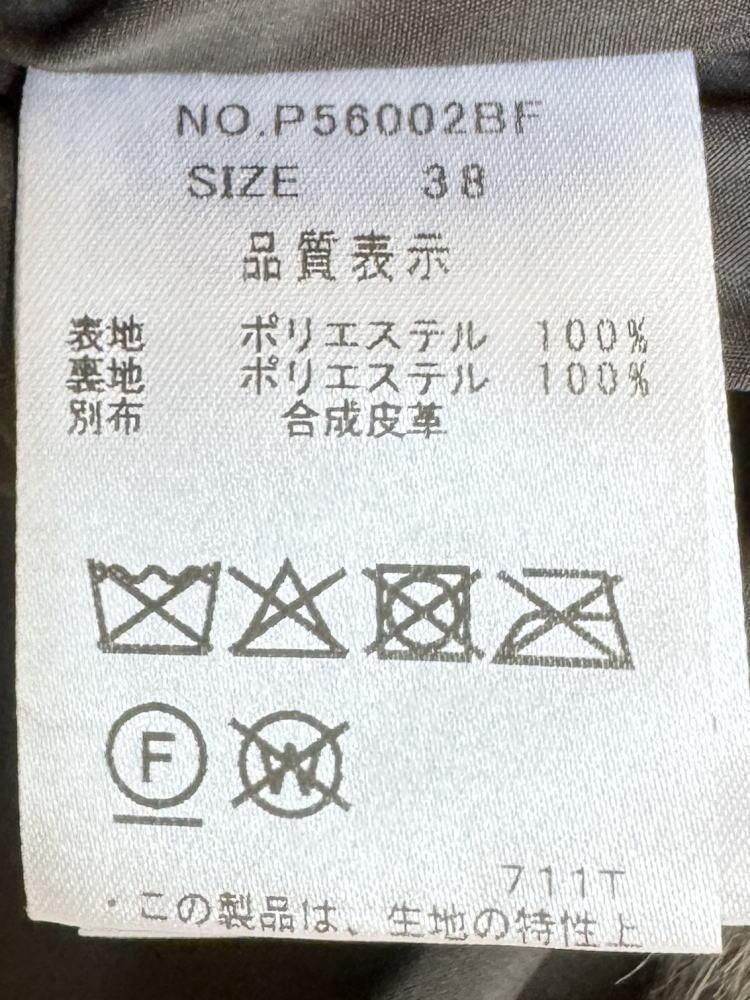 NO.P56002BF
SIZE 38
品質表示
表地 ポリエステル 100%
裏地 ポリエステル 100%
別布 合成皮革
F W
711T
・この製品は、生地の特性上